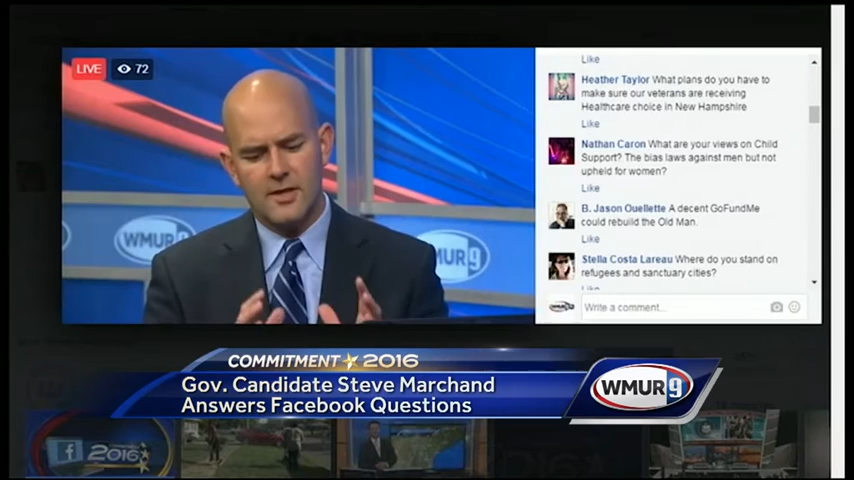 LIVE 72
WMUR 9
WMUR 9
Like
Heather Taylor What plans do you have to
make sure our veterans are receiving
Healthcare choice in New Hampshire
Like
Nathan Caron What are your views on Child
Support? The bias laws against men but not
upheld for women?
Like
B. Jason Ouellette A decent GoFundMe
could rebuild the Old Man.
Like
Stella Costa Lareau Where do you stand on
refugees and sanctuary cities?
Like
Write a comment...
COMMITMENT 2016
Gov. Candidate Steve Marchand
Answers Facebook Questions
WMUR 9
f 2016